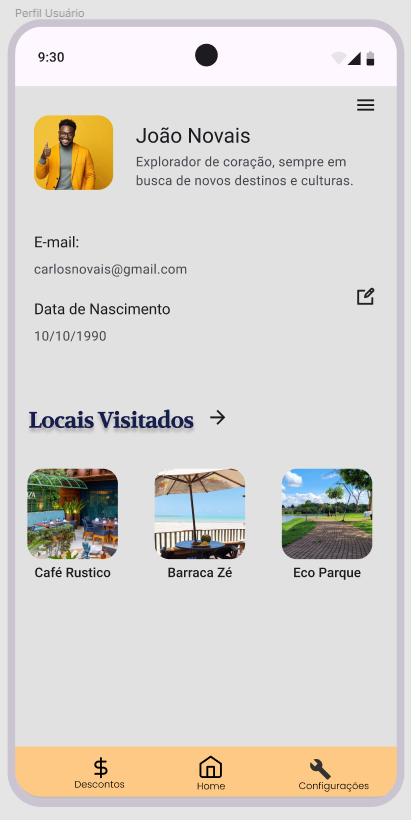 Perfil Usuário
9:30
João Novais
Explorador de coração, sempre em
busca de novos destinos e culturas.
E-mail:
carlosnovais@gmail.com
Data de Nascimento
10/10/1990
Locais Visitados
ZA
Café Rustico
Barraca Zé
Eco Parque
Descontos
Home
Configurações